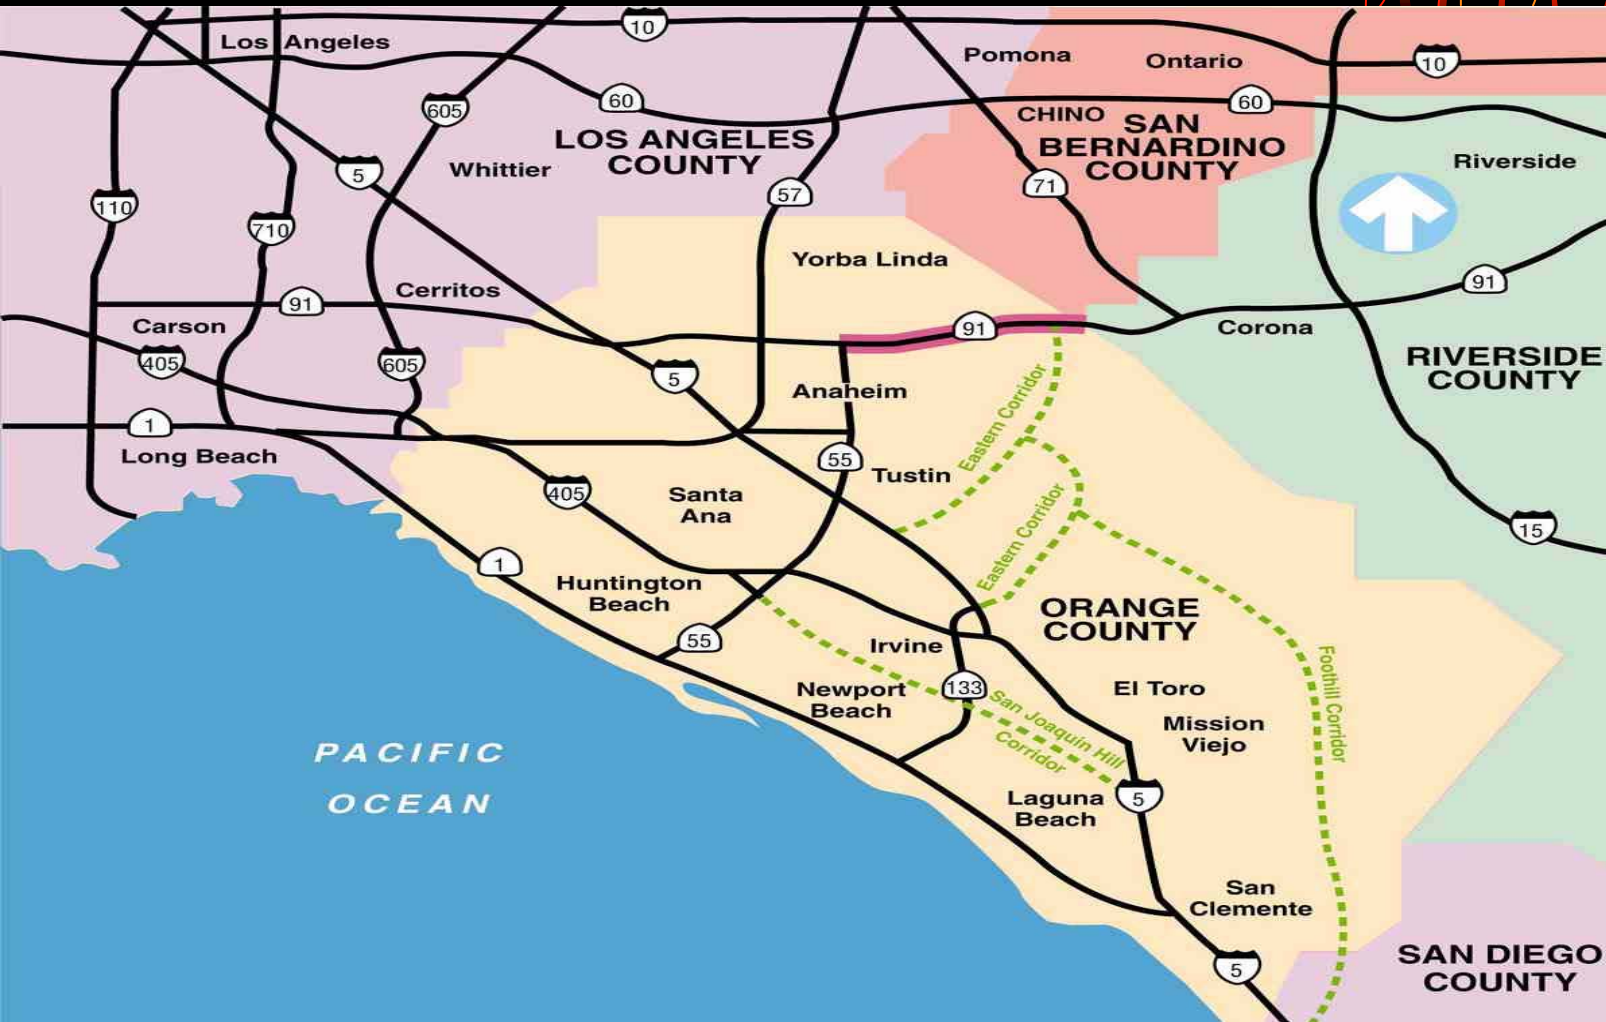 10
Los Angeles
Pomona
Ontario
10
60
60
605
CHINO
LOS ANGELES
COUNTY
SAN
BERNARDINO
COUNTY
Whittier
Riverside
5
57
71
110
710
Yorba Linda
91
Cerritos
91
Carson
91
Corona
405
605
5
RIVERSIDE
COUNTY
Anaheim
Eastern Corridor
1
Long Beach
55
Tustin
405
Santa
Ana
15
Eastern Corridor
1
Huntington
Beach
ORANGE
COUNTY
55
Irvine
Foothill Corridor
133
El Toro
Newport
Beach
San Joaquin Hill
Corridor
Mission
Viejo
PACIFIC
OCEAN
Laguna
Beach
5
San
Clemente
SAN DIEGO
COUNTY
5